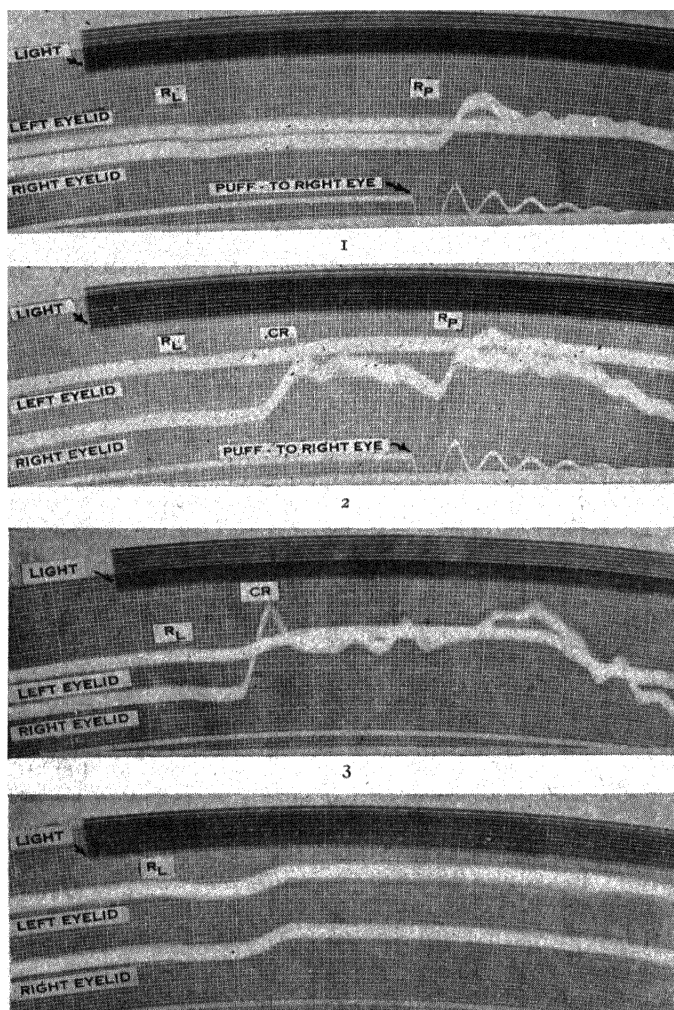 LIGHT
RL
RP
LEFT EYELID
RIGHT EYELID
PUFF - TO RIGHT EYE
1
LIGHT
RL
CR
RP
LEFT EYELID
RIGHT EYELID
PUFF - TO RIGHT EYE
2
LIGHT
CR
RL
LEFT EYELID
RIGHT EYELID
3
LIGHT
RL
LEFT EYELID
RIGHT EYELID